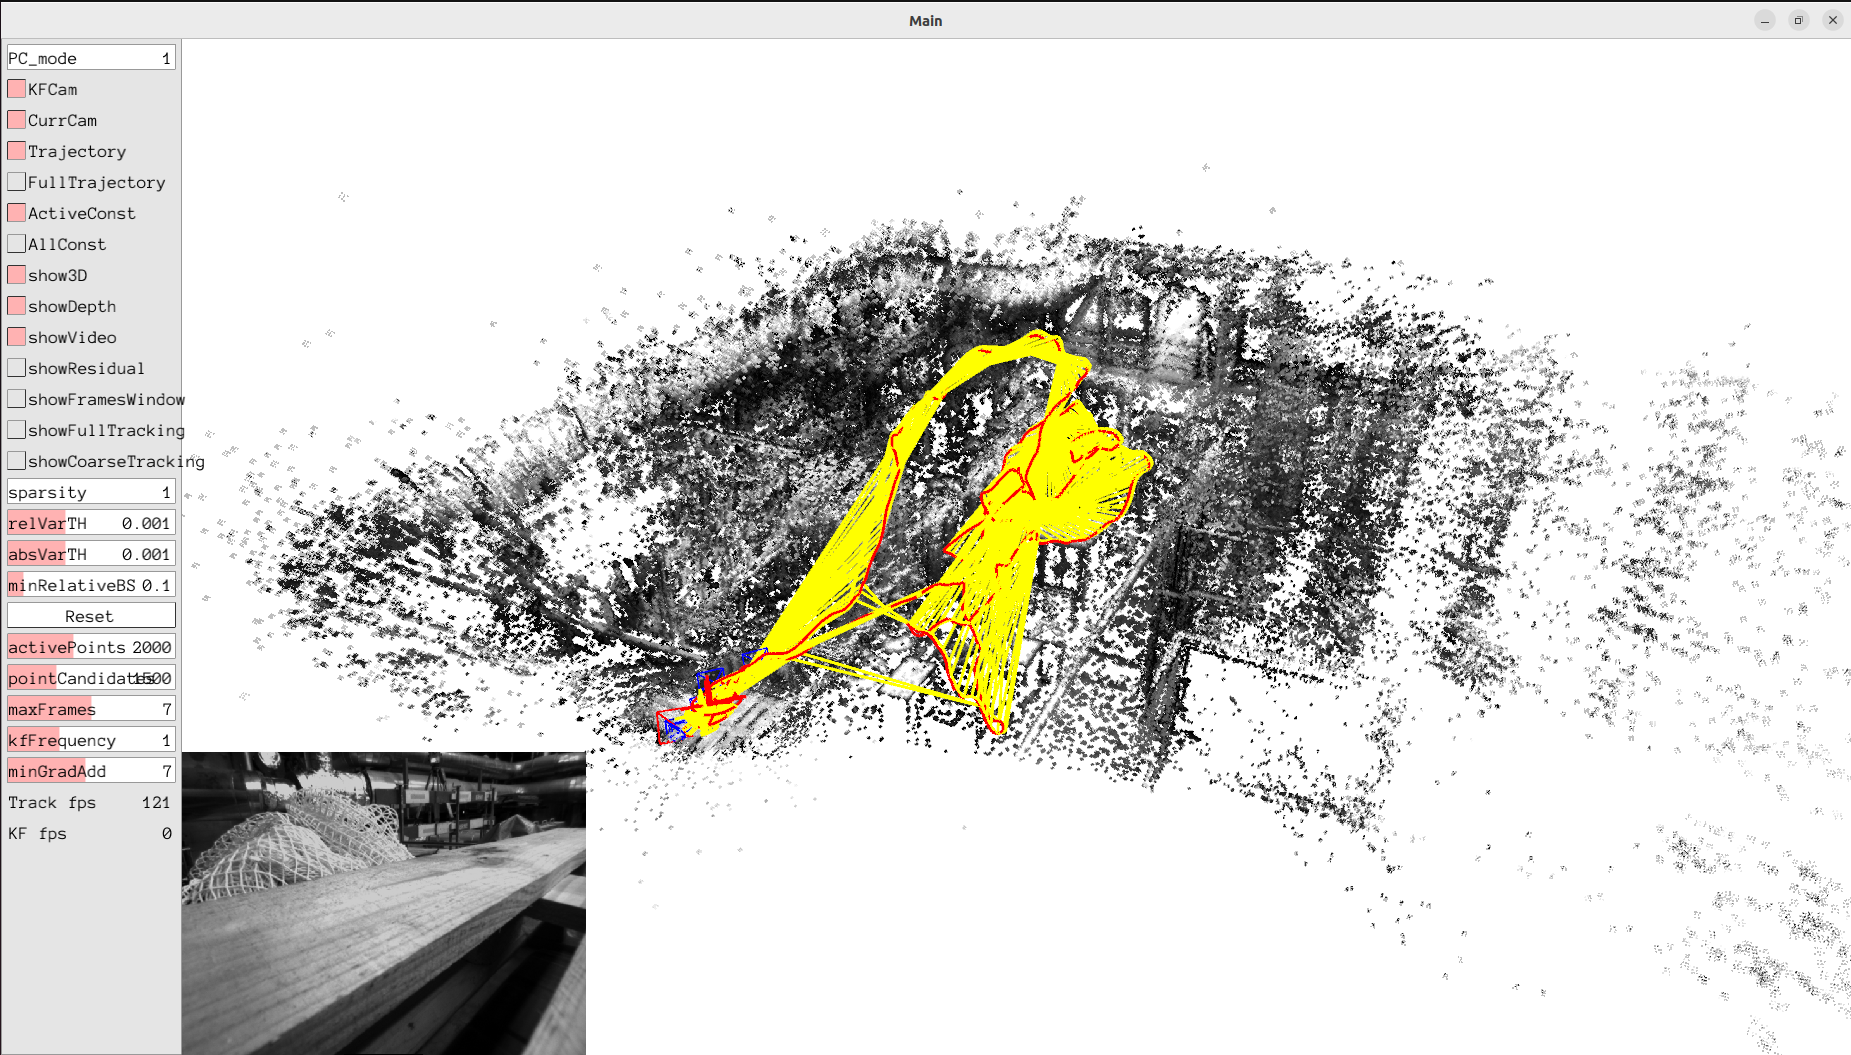 Main
PC_mode 1
KFCam
CurrCam
Trajectory
FullTrajectory
ActiveConst
AllConst
show3D
showDepth
showVideo
showResidual
showFramesWindow
showFullTracking
showCoarseTracking
sparsity 1
relVarTH 0.001
absVarTH 0.001
minRelativeBS 0.1
Reset
activePoints 2000
pointCandidates 1500
maxFrames 7
kfFrequency 1
minGradAdd 7
Track fps 121
KF fps 0